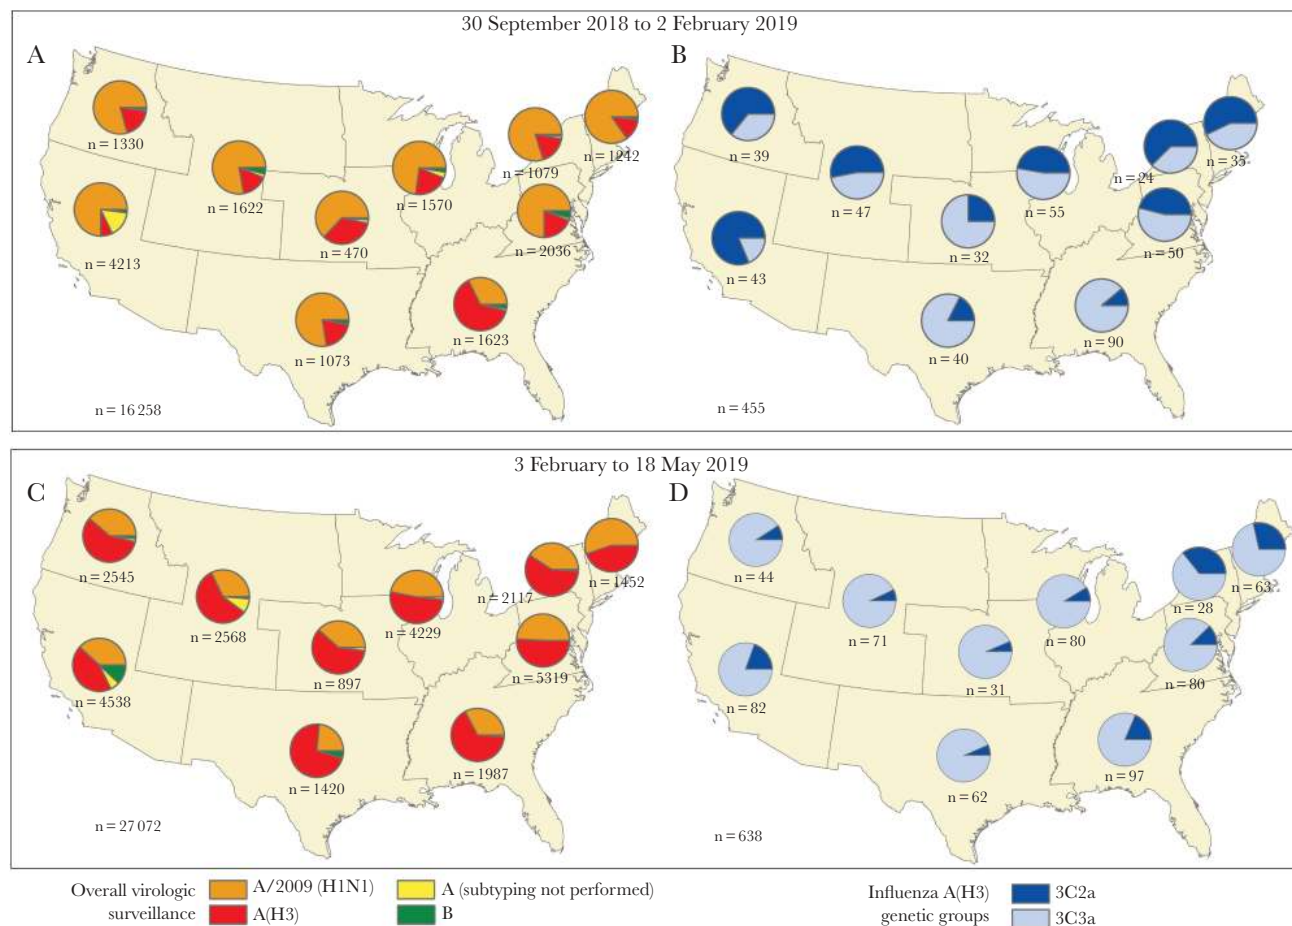 30 September 2018 to 2 February 2019
A
n = 1330
n = 1622
n = 1570
n = 1079
n = 1242
n = 4213
n = 470
n = 2036
n = 1073
n = 1623
n = 16 258
B
n = 39
n = 47
n = 55
n = 24
n = 35
n = 43
n = 32
n = 50
n = 40
n = 90
n = 455
3 February to 18 May 2019
C
n = 2545
n = 2568
n = 4229
n = 2117
n = 1452
n = 4538
n = 897
n = 5319
n = 1420
n = 1987
n = 27 072
D
n = 44
n = 71
n = 80
n = 28
n = 63
n = 82
n = 31
n = 80
n = 62
n = 97
n = 638
Overall virologic
surveillance
A/2009 (H1N1)
A(H3)
A (subtyping not performed)
B
Influenza A(H3)
genetic groups
3C2a
3C3a